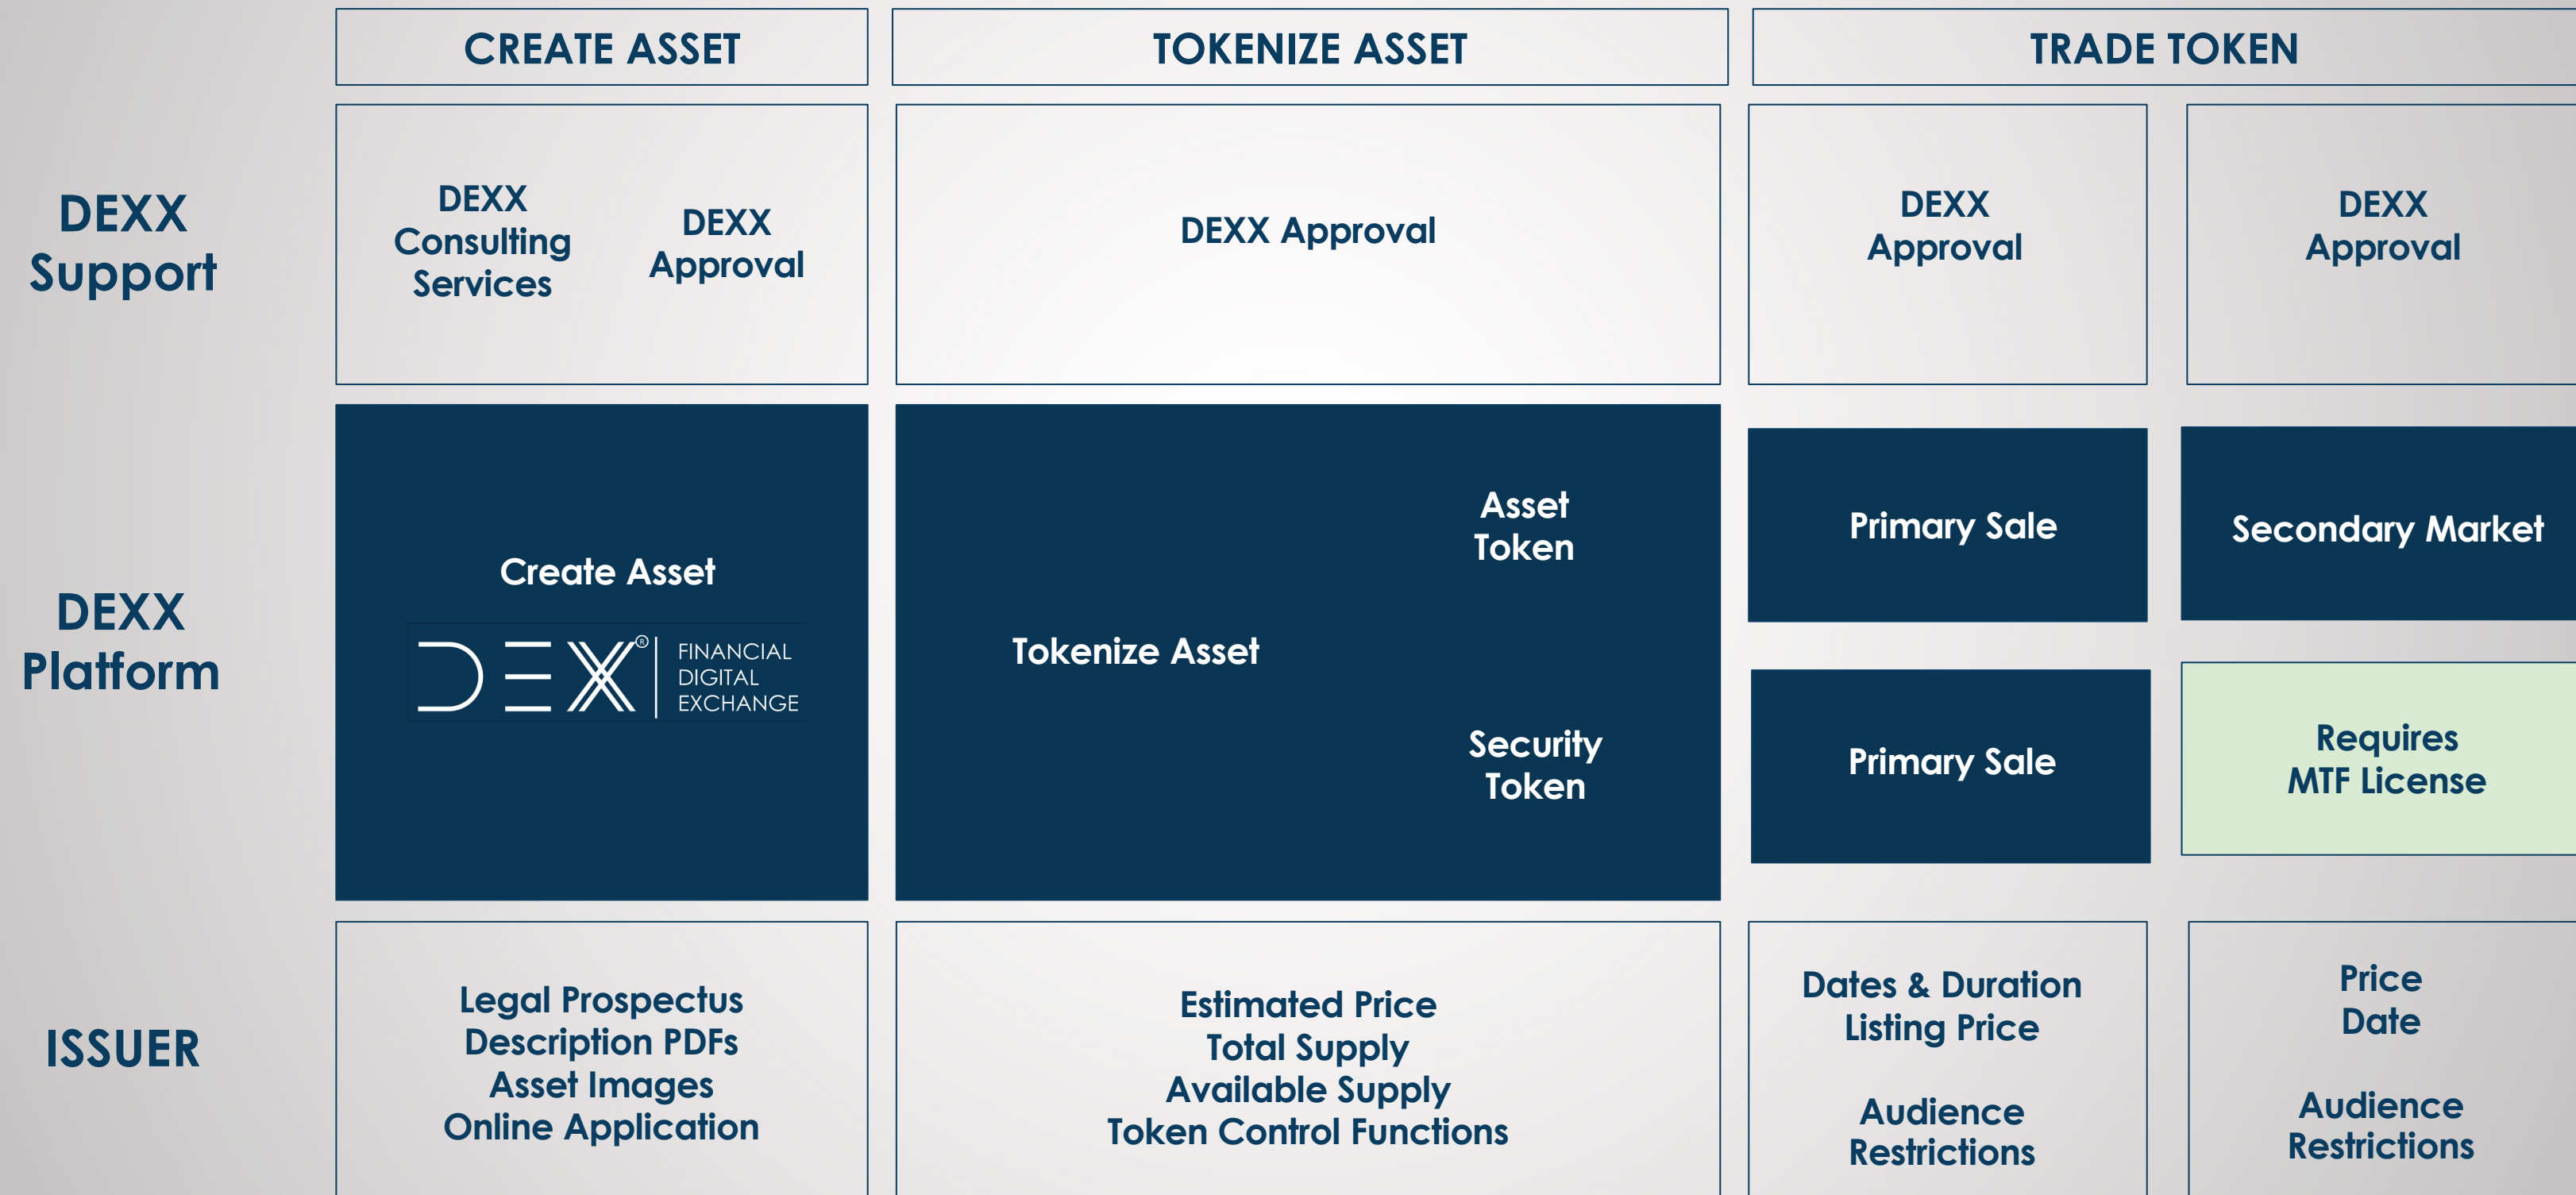 CREATE ASSET
TOKENIZE ASSET
TRADE TOKEN
DEXX
Support
DEXX
Consulting
Services
DEXX
Approval
DEXX Approval
DEXX
Approval
DEXX
Approval
DEXX
Platform
Create Asset
DEXX® FINANCIAL
DIGITAL
EXCHANGE
Tokenize Asset
Asset
Token
Security
Token
Primary Sale
Secondary Market
Primary Sale
Requires
MTF License
ISSUER
Legal Prospectus
Description PDFs
Asset Images
Online Application
Estimated Price
Total Supply
Available Supply
Token Control Functions
Dates & Duration
Listing Price
Audience
Restrictions
Price
Date
Audience
Restrictions